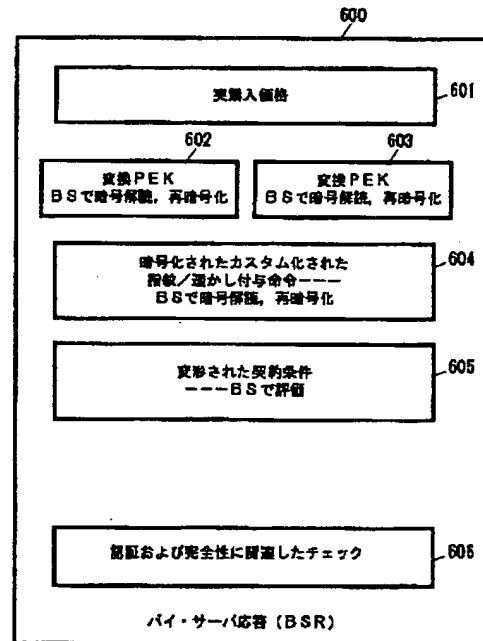 600
実購入価格
601
602
603
変換PEK
BSで暗号解読,再暗号化
変換PEK
BSで暗号解読,再暗号化
暗号化されたカスタム化された
指紋/透かし付与命令---
BSで暗号解読,再暗号化
604
変形された契約条件
---BSで評価
605
認証および完全性に関連したチェック
606
バイ・サーバ応答(BSR)